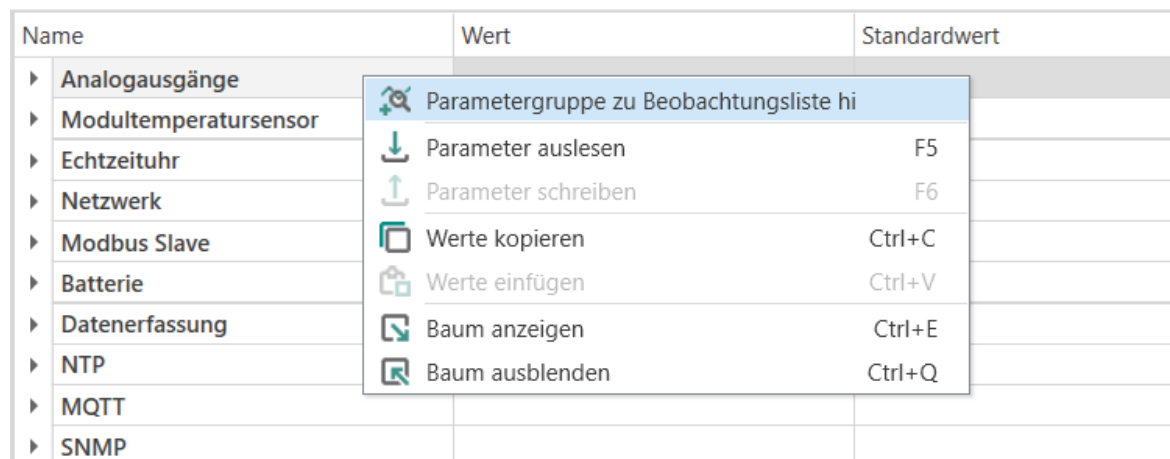 Name Wert Standardwert
Analogausgänge
Parametergruppe zu Beobachtungsliste hi
Modultemperatursensor
Echtzeituhr
Parameter auslesen F5
Netzwerk
Parameter schreiben F6
Modbus Slave
Werte kopieren Ctrl+C
Batterie
Werte einfügen Ctrl+V
Datenerfassung
Baum anzeigen Ctrl+E
NTP
Baum ausblenden Ctrl+Q
MQTT
SNMP